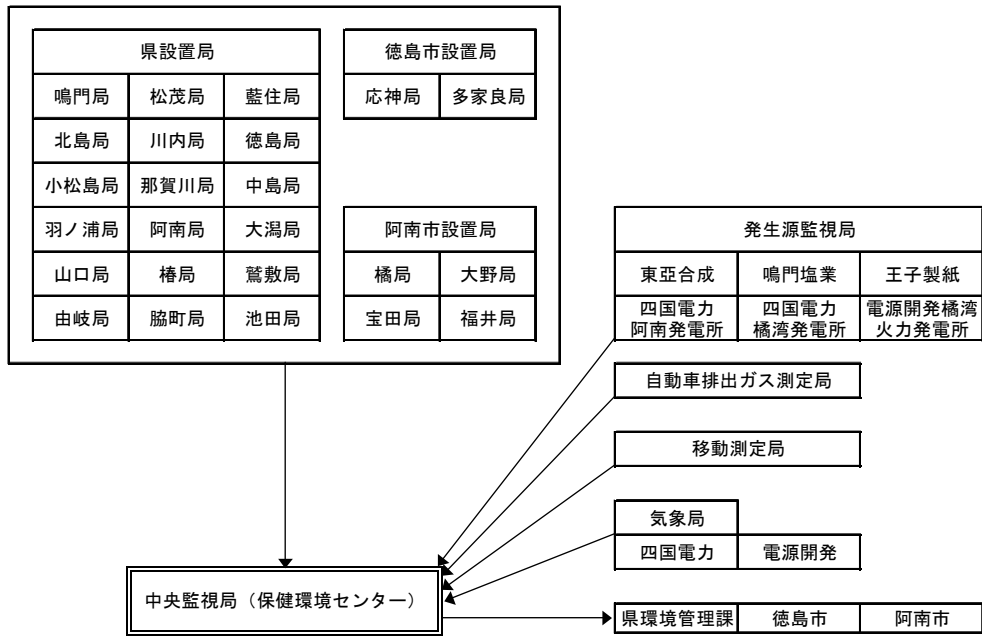 県設置局
鳴門局 松茂局 藍住局
北島局 川内局 徳島局
小松島局 那賀川局 中島局
羽ノ浦局 阿南局 大潟局
山口局 椿局 鷲敷局
由岐局 脇町局 池田局
徳島市設置局
応神局 多家良局
阿南市設置局
橘局 大野局
宝田局 福井局
発生源監視局
東亞合成 鳴門塩業 王子製紙
四国電力 四国電力 電源開発橘湾
阿南発電所 橘湾発電所 火力発電所
自動車排出ガス測定局
移動測定局
気象局
四国電力 電源開発
中央監視局（保健環境センター）
県環境管理課 徳島市 阿南市